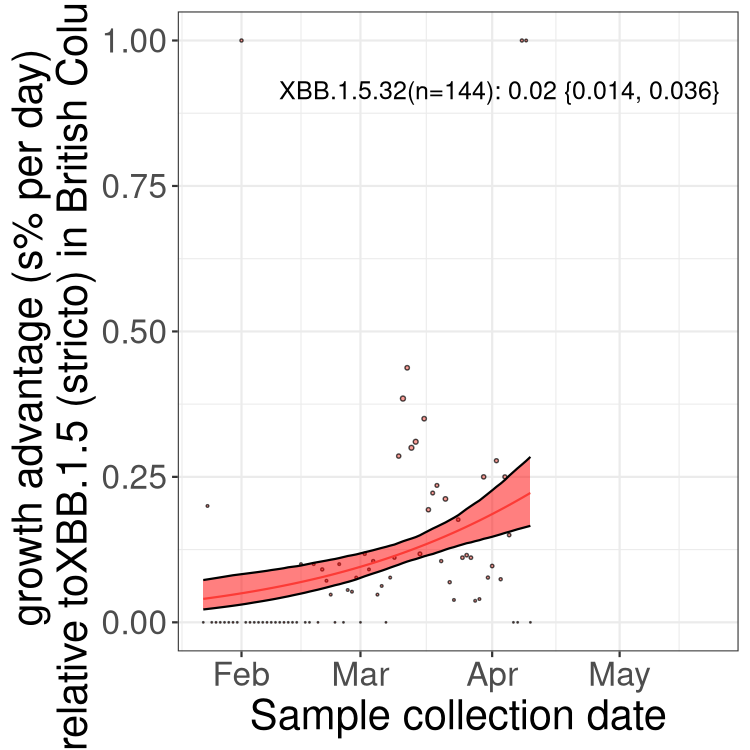 growth advantage (s% per day)
relative toXBB.1.5 (stricto) in British Colu
1.00
0.75
0.50
0.25
0.00
XBB.1.5.32(n=144): 0.02 {0.014, 0.036}
Feb
Mar
Apr
May
Sample collection date